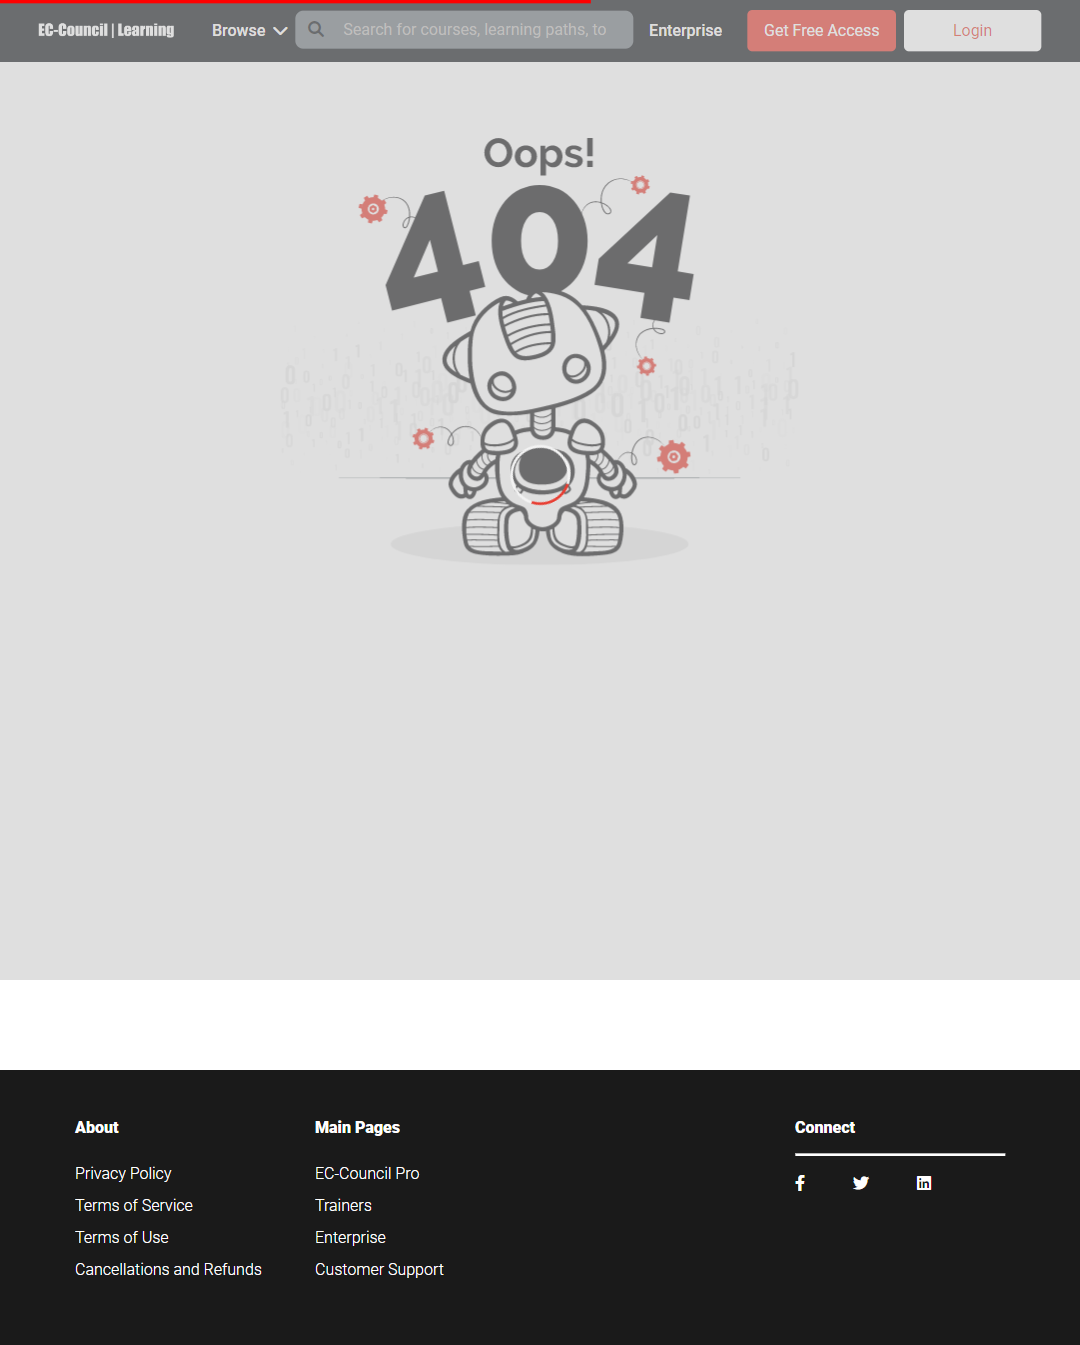 EC-Council | Learning
Browse
Search for courses, learning paths, to
Enterprise
Get Free Access
Login
Oops!
404
About
Main Pages
Connect
Privacy Policy
EC-Council Pro
Terms of Service
Trainers
Terms of Use
Enterprise
Cancellations and Refunds
Customer Support